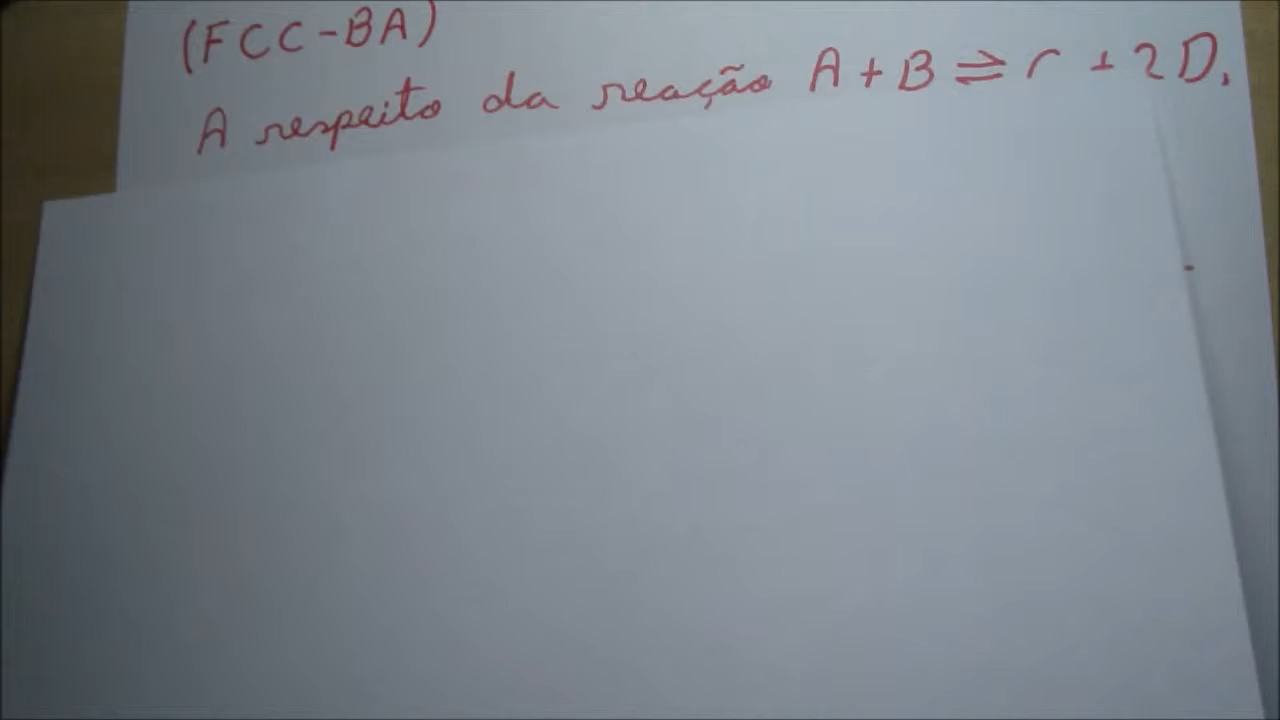 (FCC-BA)
A respeito da reação A + B ⇌ C + 2D,